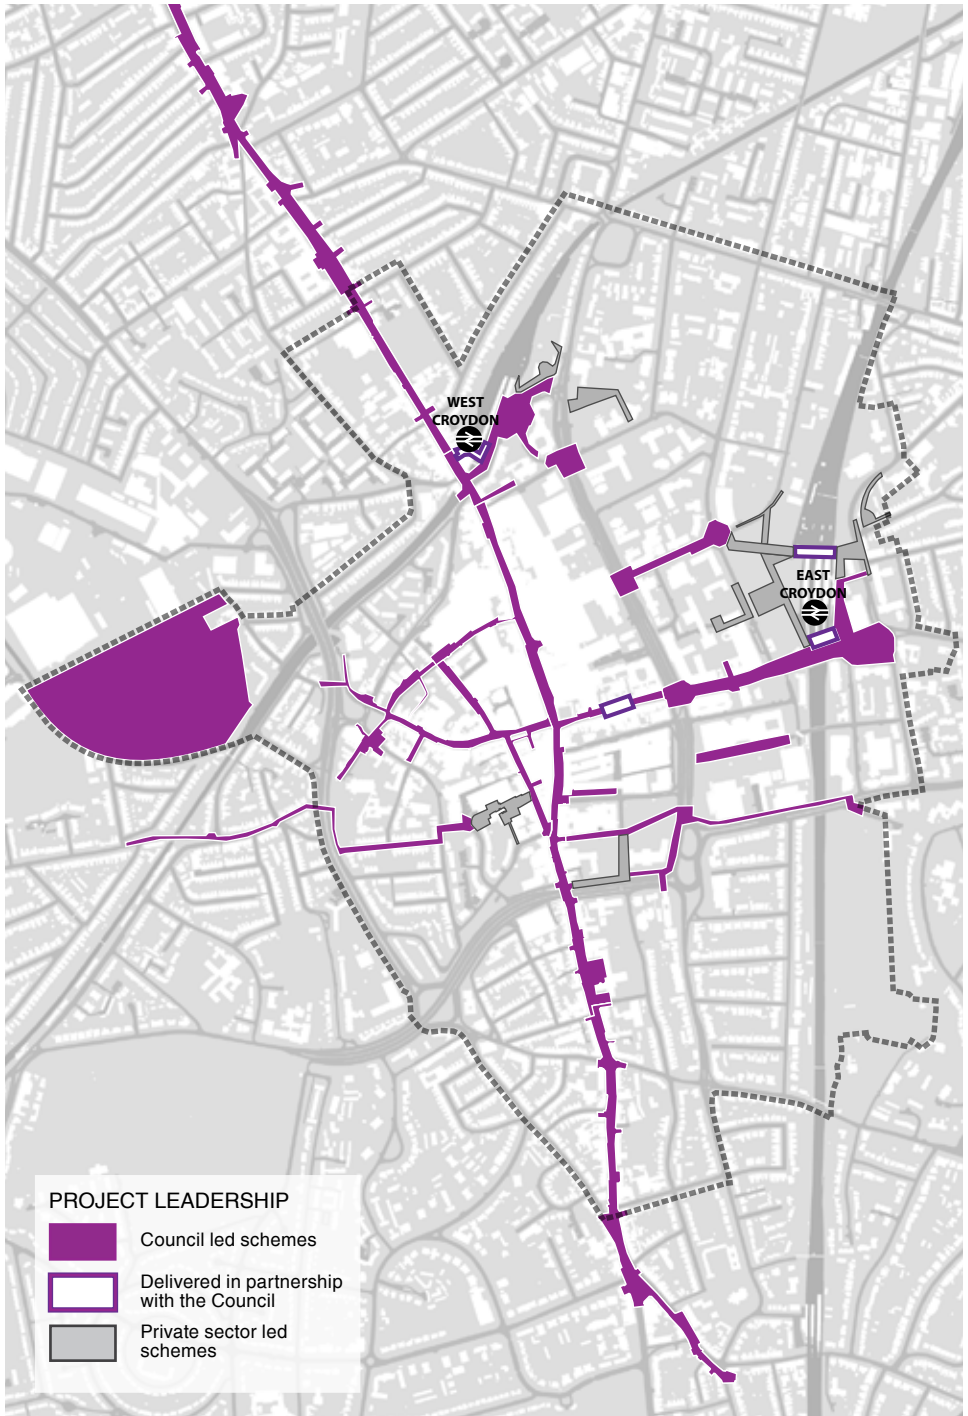 WEST
CROYDON
EAST
CROYDON
PROJECT LEADERSHIP
Council led schemes
Delivered in partnership
with the Council
Private sector led
schemes